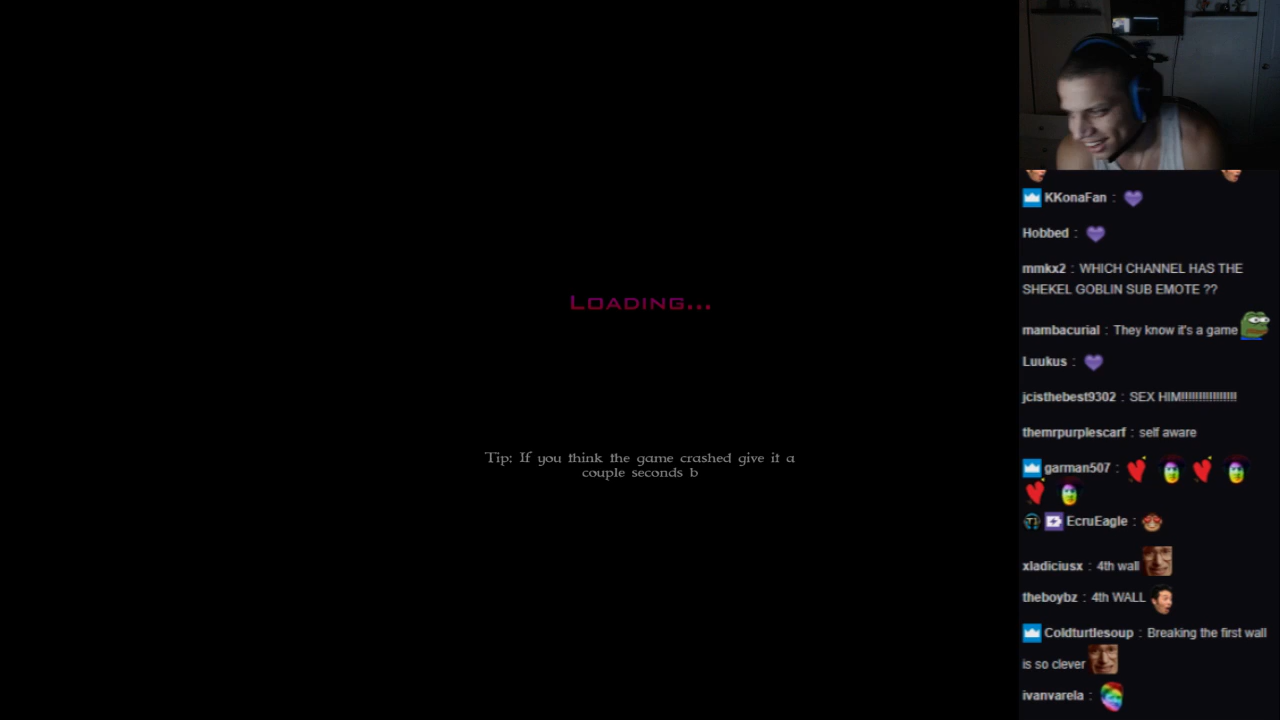 Loading...
Tip: If you think the game crashed give it a
couple seconds b
KKonaFan :
Hobbed :
mmkx2 : WHICH CHANNEL HAS THE
SHEKEL GOBLIN SUB EMOTE ??
mambacurial : They know it's a game
Luukus :
jcisthebest9302 : SEX HIM!!!!!!!!!!!!!!!!!
themrpurplescarf : self aware
garman507 :
EcruEagle :
xladiciusx : 4th wall
theboybz : 4th WALL
Coldturtlesoup : Breaking the first wall
is so clever
ivanvarela :